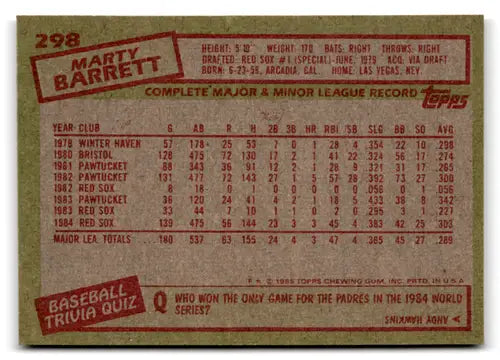 298
MARTY BARRETT
HEIGHT: 5'10" WEIGHT: 170 BATS: RIGHT THROWS: RIGHT
DRAFTED: RED SOX #1 (SPECIAL)-JUNE, 1979 ACQ: VIA DRAFT
BORN: 6-23-58, ARCADIA, CAL. HOME: LAS VEGAS, NEV.
COMPLETE MAJOR & MINOR LEAGUE RECORD topps
YEAR CLUB G AB R H 2B 3B HR RBI SB SLG BB SO AVG
1979 WINTER HAVEN 57 178 25 53 7 0 1 28 4 .354 22 10 .298
1980 BRISTOL 128 475 72 130 17 2 1 41 22 .324 56 17 .274
1981 PAWTUCKET 88 343 36 91 12 2 1 28 9 .321 31 17 .265
1982 PAWTUCKET 131 477 72 143 27 1 5 57 .392 73 27 .300
1982 RED SOX 8 18 0 1 0 0 0 0 0 .056 0 1 .056
1983 PAWTUCKET 36 120 24 41 4 2 1 18 5 .433 38 8 .342
1983 RED SOX 33 44 7 10 1 1 0 2 0 .295 3 1 .227
1984 RED SOX 139 475 56 144 23 3 3 45 5 .383 42 25 .303
MAJOR LEA. TOTALS 180 537 63 155 24 4 3 47 5 45 27 .289
© 1985 TOPPS CHEWING GUM, INC. PRTD. IN U.S.A.
BASEBALL TRIVIA QUIZ
Q WHO WON THE ONLY GAME FOR THE PADRES IN THE 1984 WORLD
SERIES?
A ANDY HAWKINS